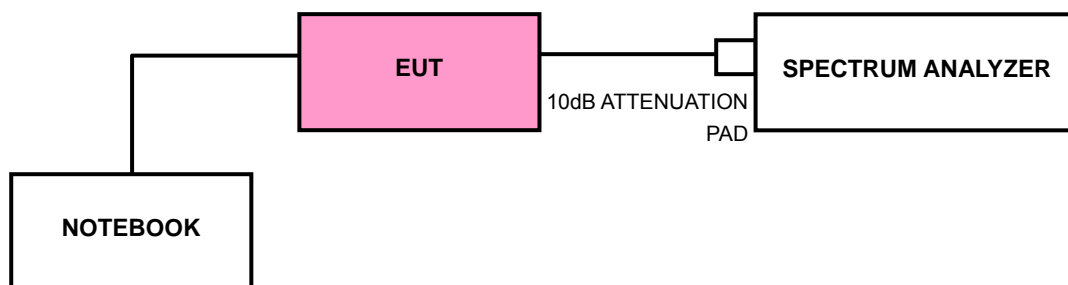 EUT
SPECTRUM ANALYZER
10dB ATTENUATION
PAD
NOTEBOOK